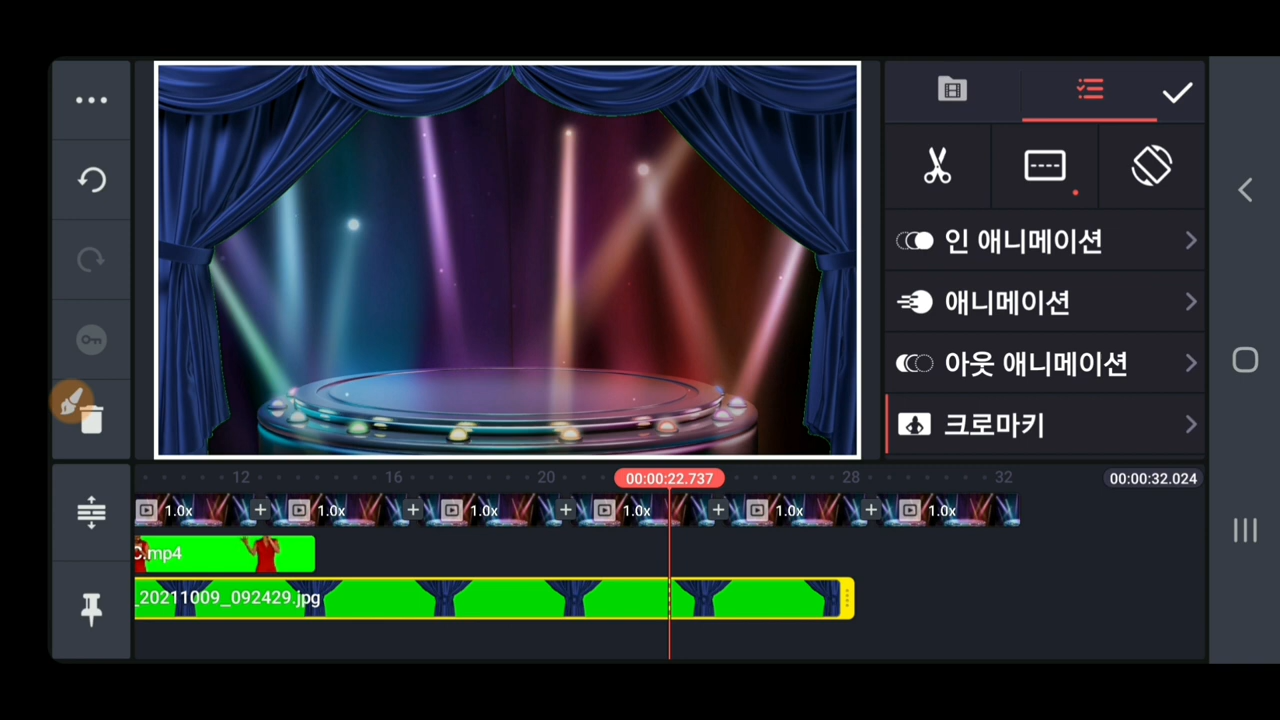 인 애니메이션
애니메이션
아웃 애니메이션
크로마키
12
16
20
00:00:22.737
28
32
00:00:32.024
1.0x
1.0x
1.0x
1.0x
1.0x
1.0x
.mp4
_20211009_092429.jpg